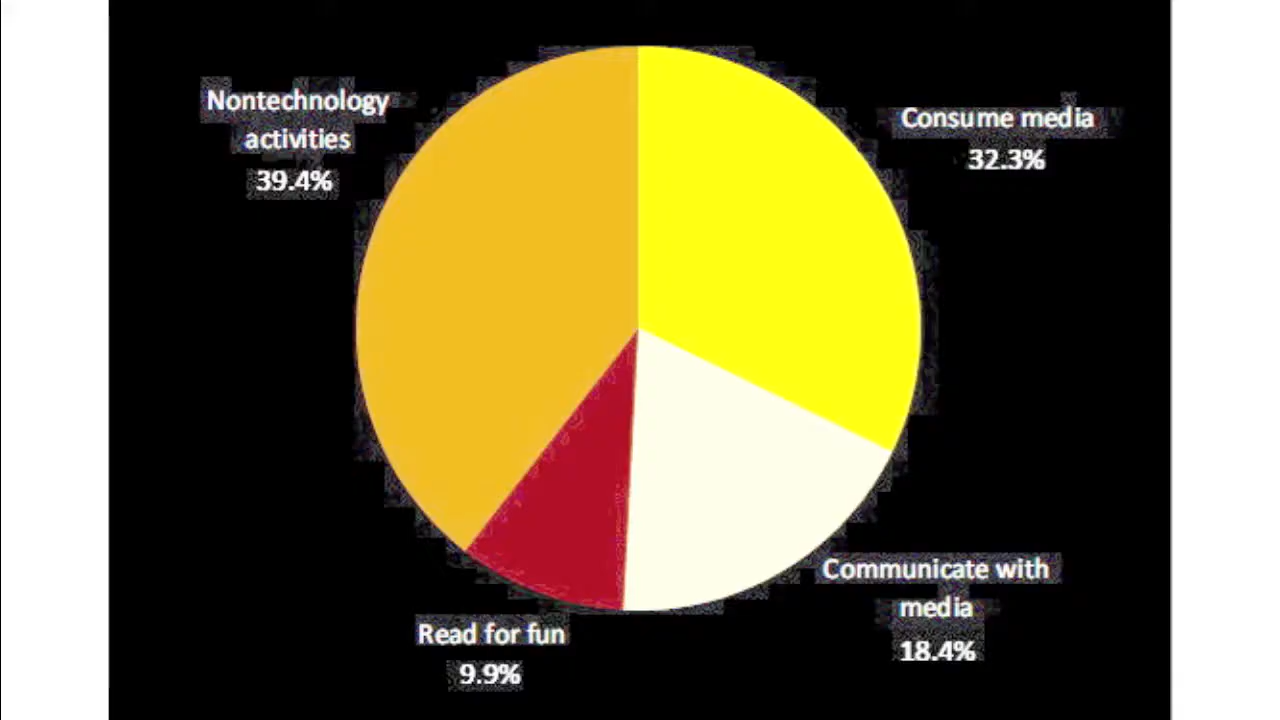 Nontechnology
activities
39.4%
Consume media
32.3%
Communicate with
media
18.4%
Read for fun
9.9%